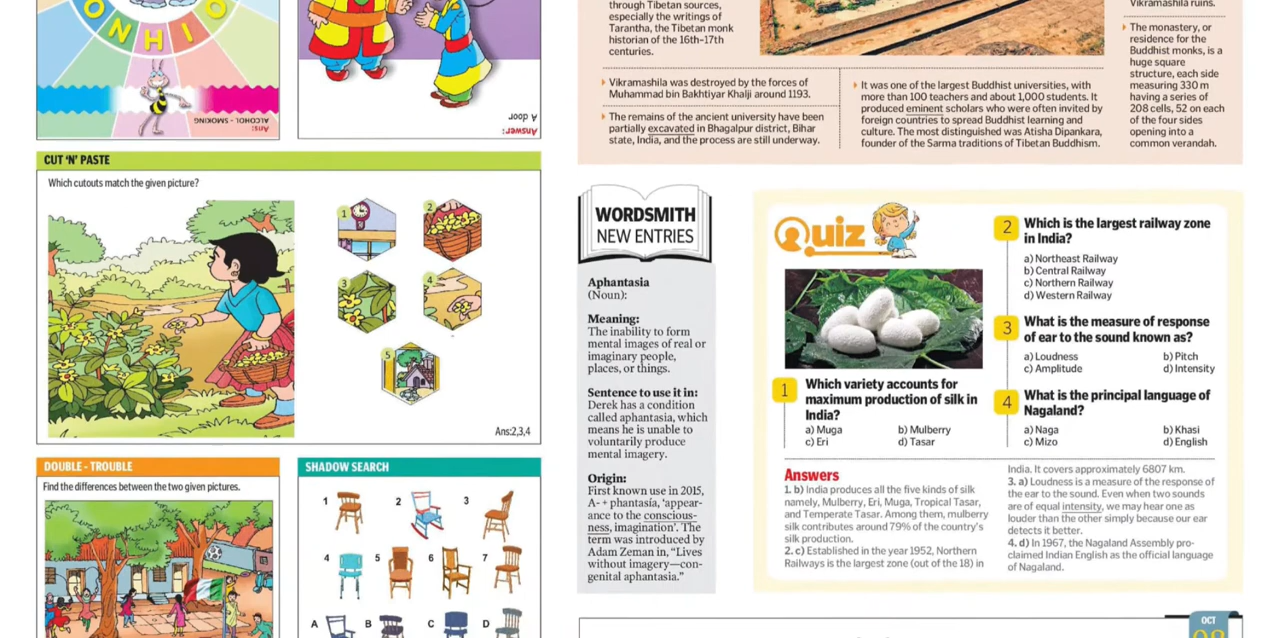 O N I H N O
Ans:
ALCOHOL - SMOKING
Answer:
A door
CUT 'N' PASTE
Which cutouts match the given picture?
1
2
3
4
5
Ans:2,3,4
DOUBLE - TROUBLE
Find the differences between the two given pictures.
SHADOW SEARCH
1 2 3
4 5 6 7
A B C D
through Tibetan sources,
especially the writings of
Tarantha, the Tibetan monk
historian of the 16th–17th
centuries.
Vikramashila was destroyed by the forces of
Muhammad bin Bakhtiyar Khalji around 1193.
The remains of the ancient university have been
partially excavated in Bhagalpur district, Bihar
state, India, and the process are still underway.
It was one of the largest Buddhist universities, with
more than 100 teachers and about 1,000 students. It
produced eminent scholars who were often invited by
foreign countries to spread Buddhist learning and
culture. The most distinguished was Atisha Dipankara,
founder of the Sarma traditions of Tibetan Buddhism.
Vikramashila ruins.
The monastery, or
residence for the
Buddhist monks, is a
huge square
structure, each side
measuring 330 m
having a series of
208 cells, 52 on each
of the four sides
opening into a
common verandah.
WORDSMITH
NEW ENTRIES
Aphantasia
(Noun):
Meaning:
The inability to form
mental images of real or
imaginary people,
places, or things.
Sentence to use it in:
Derek has a condition
called aphantasia, which
means he is unable to
voluntarily produce
mental imagery.
Origin:
First known use in 2015,
A- + phantasía, ‘appear-
ance to the conscious-
ness, imagination’. The
term was introduced by
Adam Zeman in, “Lives
without imagery—con-
genital aphantasia.”
Quiz
1 Which variety accounts for
maximum production of silk in
India?
a) Muga b) Mulberry
c) Eri d) Tasar
2 Which is the largest railway zone
in India?
a) Northeast Railway
b) Central Railway
c) Northern Railway
d) Western Railway
3 What is the measure of response
of ear to the sound known as?
a) Loudness b) Pitch
c) Amplitude d) Intensity
4 What is the principal language of
Nagaland?
a) Naga b) Khasi
c) Mizo d) English
Answers
1. b) India produces all the five kinds of silk
namely, Mulberry, Eri, Muga, Tropical Tasar,
and Temperate Tasar. Among them, mulberry
silk contributes around 79% of the country's
silk production.
2. c) Established in the year 1952, Northern
Railways is the largest zone (out of the 18) in
India. It covers approximately 6807 km.
3. a) Loudness is a measure of the response of
the ear to the sound. Even when two sounds
are of equal intensity, we may hear one as
louder than the other simply because our ear
detects it better.
4. d) In 1967, the Nagaland Assembly pro-
claimed Indian English as the official language
of Nagaland.
OCT